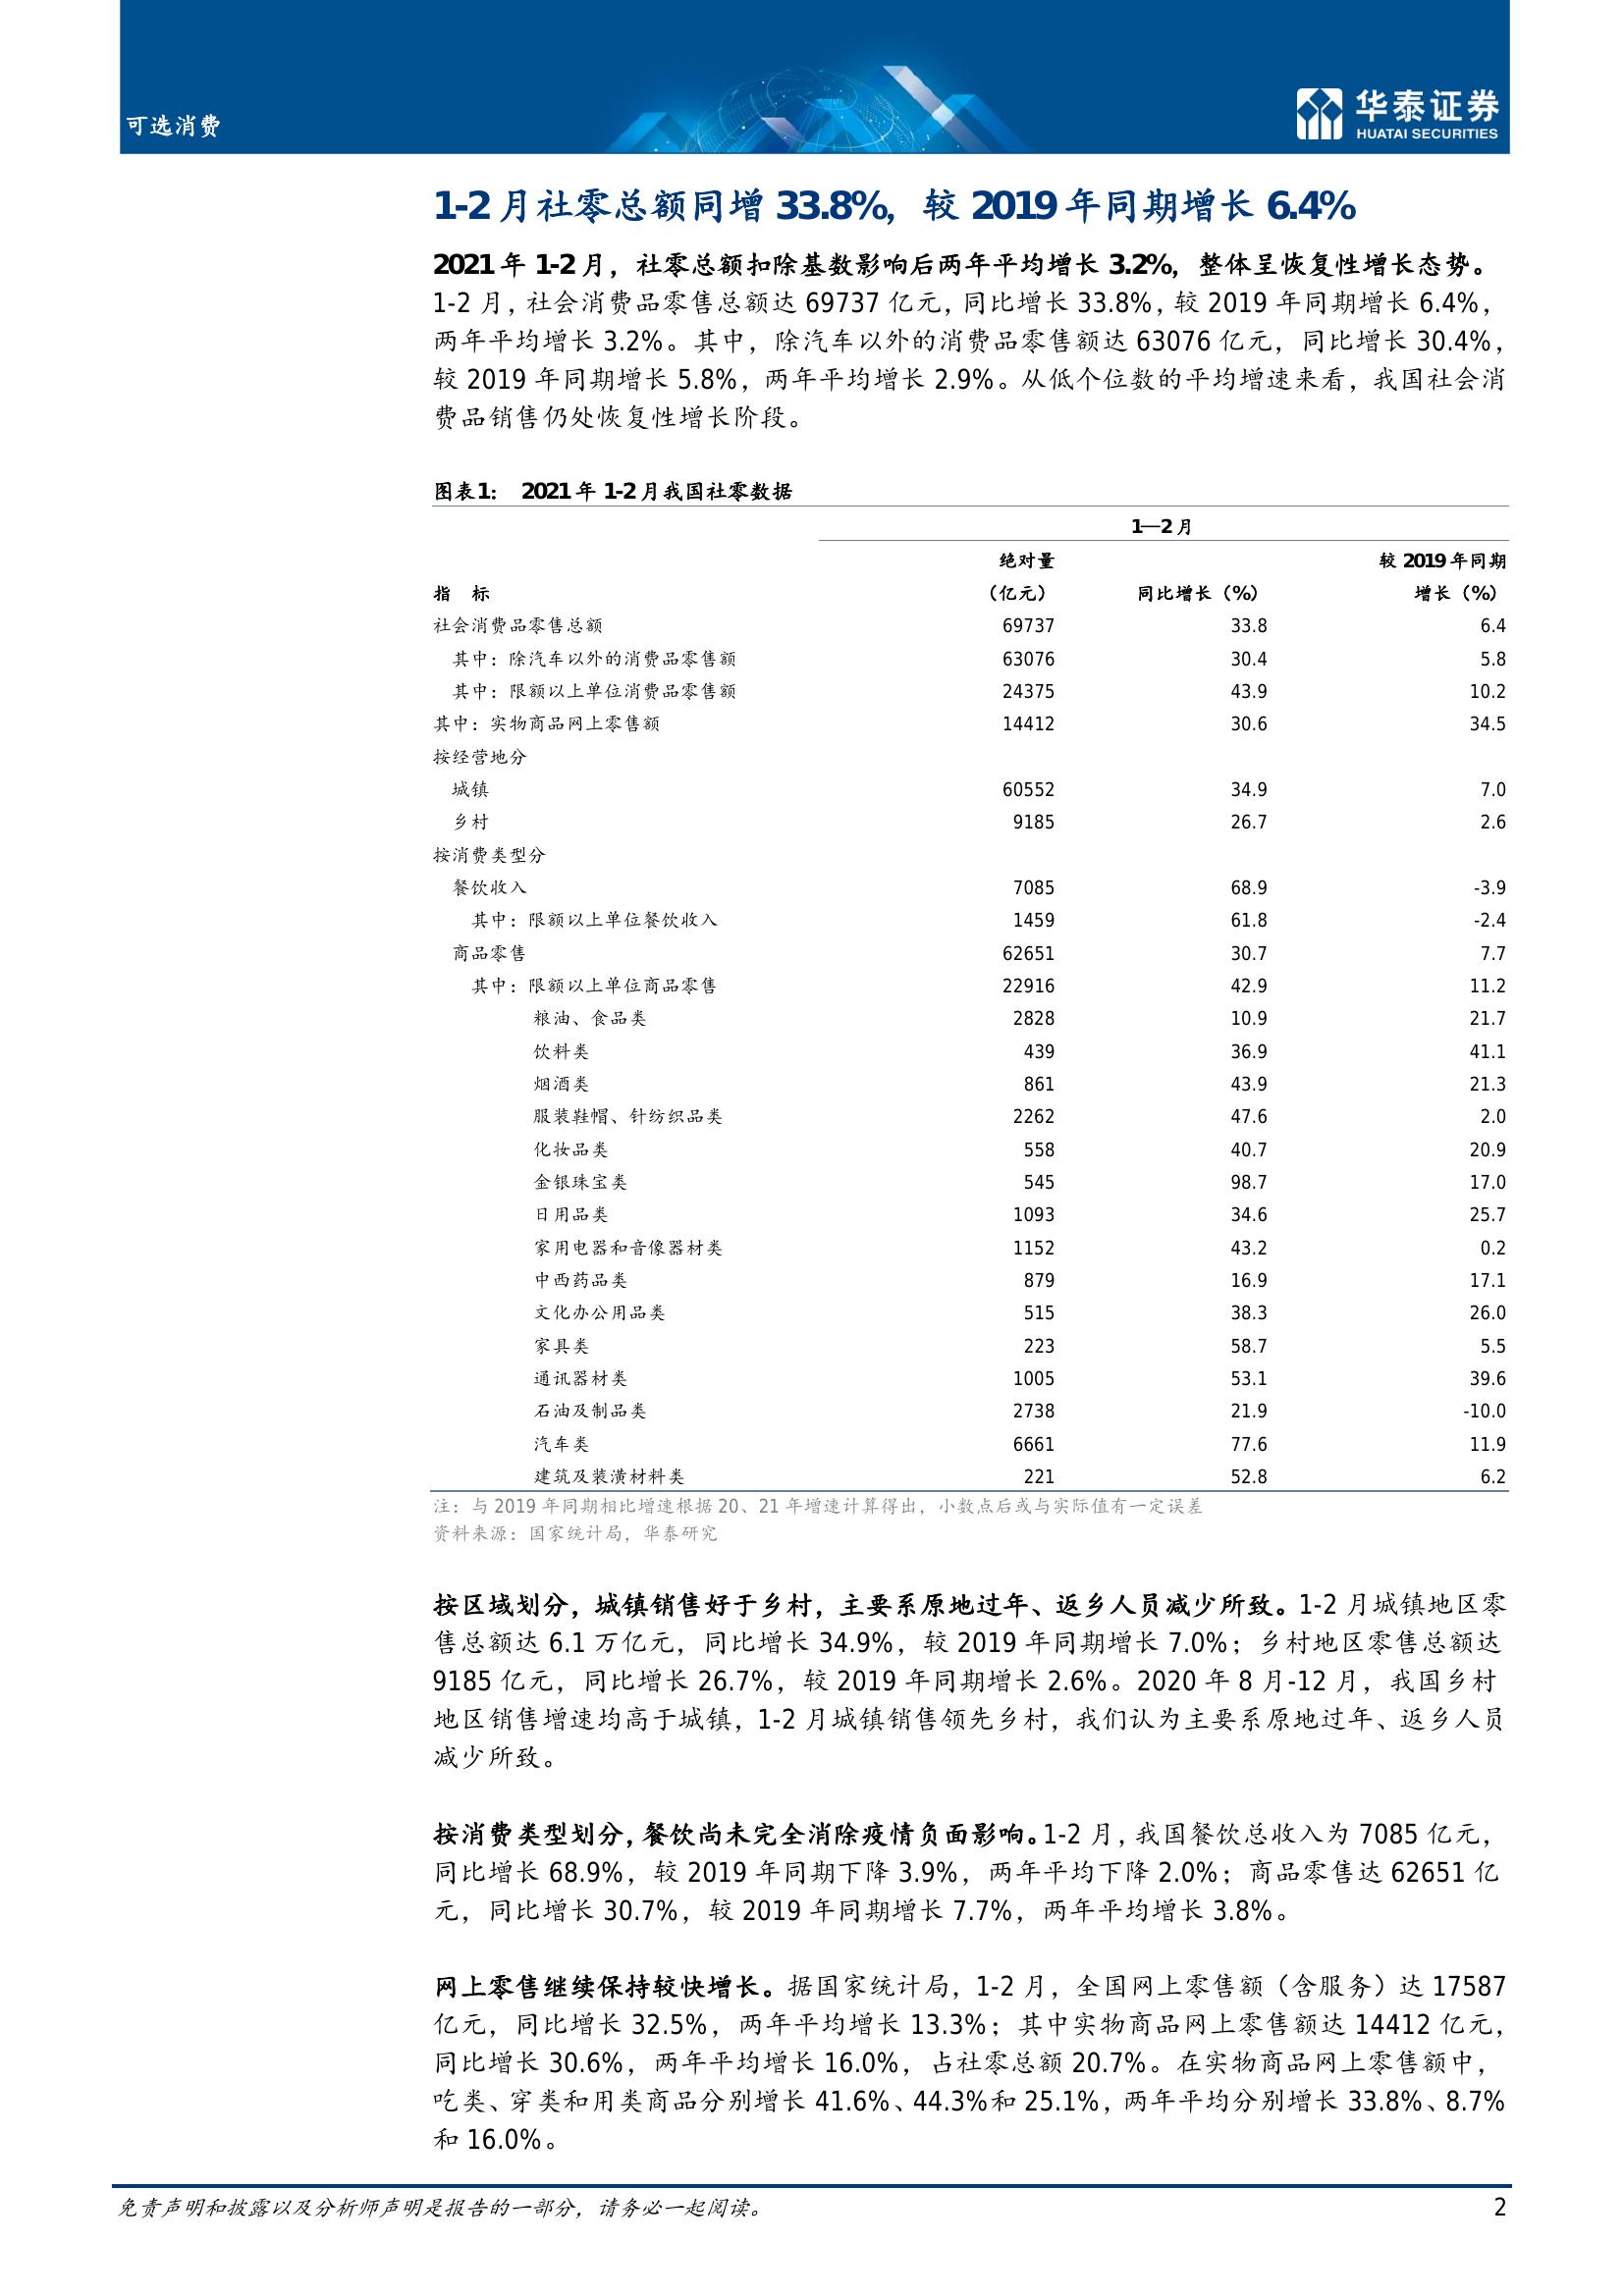 可选消费
华泰证券
HUATAI SECURITIES
1-2 月社零总额同增 33.8%，较 2019 年同期增长 6.4%
2021 年 1-2 月，社零总额扣除基数影响后两年平均增长 3.2%，整体呈恢复性增长态势。
1-2 月，社会消费品零售总额达 69737 亿元，同比增长 33.8%，较 2019 年同期增长 6.4%，
两年平均增长 3.2%。其中，除汽车以外的消费品零售额达 63076 亿元，同比增长 30.4%，
较 2019 年同期增长 5.8%，两年平均增长 2.9%。从低个位数的平均增速来看，我国社会消
费品销售仍处恢复性增长阶段。
图表1： 2021 年 1-2 月我国社零数据
1—2 月
绝对量 较 2019 年同期
指 标 （亿元） 同比增长（%） 增长（%）
社会消费品零售总额 69737 33.8 6.4
其中：除汽车以外的消费品零售额 63076 30.4 5.8
其中：限额以上单位消费品零售额 24375 43.9 10.2
其中：实物商品网上零售额 14412 30.6 34.5
按经营地分
城镇 60552 34.9 7.0
乡村 9185 26.7 2.6
按消费类型分
餐饮收入 7085 68.9 -3.9
其中：限额以上单位餐饮收入 1459 61.8 -2.4
商品零售 62651 30.7 7.7
其中：限额以上单位商品零售 22916 42.9 11.2
粮油、食品类 2828 10.9 21.7
饮料类 439 36.9 41.1
烟酒类 861 43.9 21.3
服装鞋帽、针纺织品类 2262 47.6 2.0
化妆品类 558 40.7 20.9
金银珠宝类 545 98.7 17.0
日用品类 1093 34.6 25.7
家用电器和音像器材类 1152 43.2 0.2
中西药品类 879 16.9 17.1
文化办公用品类 515 38.3 26.0
家具类 223 58.7 5.5
通讯器材类 1005 53.1 39.6
石油及制品类 2738 21.9 -10.0
汽车类 6661 77.6 11.9
建筑及装潢材料类 221 52.8 6.2
注：与 2019 年同期相比增速根据 20、21 年增速计算得出，小数点后或与实际值有一定误差
资料来源：国家统计局，华泰研究
按区域划分，城镇销售好于乡村，主要系原地过年、返乡人员减少所致。1-2 月城镇地区零
售总额达 6.1 万亿元，同比增长 34.9%，较 2019 年同期增长 7.0%；乡村地区零售总额达
9185 亿元，同比增长 26.7%，较 2019 年同期增长 2.6%。2020 年 8 月-12 月，我国乡村
地区销售增速均高于城镇，1-2 月城镇销售领先乡村，我们认为主要系原地过年、返乡人员
减少所致。
按消费类型划分，餐饮尚未完全消除疫情负面影响。1-2 月，我国餐饮总收入为 7085 亿元，
同比增长 68.9%，较 2019 年同期下降 3.9%，两年平均下降 2.0%；商品零售达 62651 亿
元，同比增长 30.7%，较 2019 年同期增长 7.7%，两年平均增长 3.8%。
网上零售继续保持较快增长。据国家统计局，1-2 月，全国网上零售额（含服务）达 17587
亿元，同比增长 32.5%，两年平均增长 13.3%；其中实物商品网上零售额达 14412 亿元，
同比增长 30.6%，两年平均增长 16.0%，占社零总额 20.7%。在实物商品网上零售额中，
吃类、穿类和用类商品分别增长 41.6%、44.3%和 25.1%，两年平均分别增长 33.8%、8.7%
和 16.0%。
免责声明和披露以及分析师声明是报告的一部分，请务必一起阅读。 2